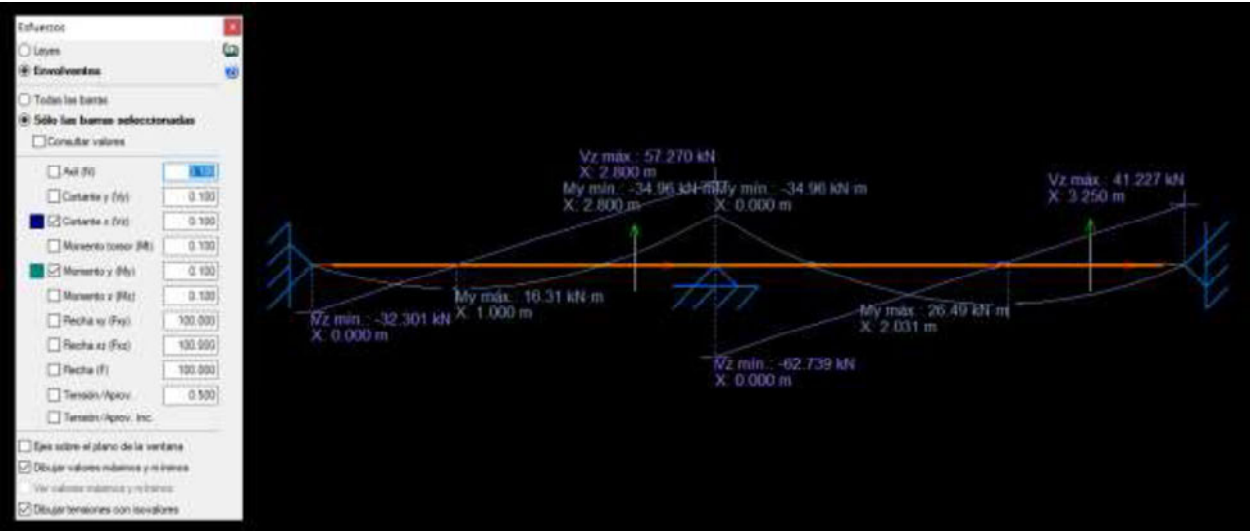 Esfuerzos
Leyes
Envolventes
Todas las barras
Sólo las barras seleccionadas
Consultar valores
Axil (N) 0.100
Cortante y (Vy) 0.100
Cortante z (Vz) 0.100
Momento torsor (Mt) 0.100
Momento y (My) 0.100
Momento z (Mz) 0.100
Flecha xy (Fxy) 100.000
Flecha xz (Fxz) 100.000
Flecha (F) 100.000
Tensión/Aprov. 0.500
Tensión/Aprov. Inc.
Ejes sobre el plano de la ventana
Dibujar valores máximos y mínimos
Ver valores máximos y mínimos
Dibujar tensiones con isovalores
Vz máx.: 57.270 kN
X: 2.800 m
My mín.: -34.96 kN·m
X: 2.800 m
My mín.: -34.96 kN·m
X: 0.000 m
Vz máx.: 41.227 kN
X: 3.250 m
Vz mín.: -32.301 kN
X: 0.000 m
My máx.: 16.31 kN·m
X: 1.000 m
My máx.: 26.49 kN·m
X: 2.031 m
Vz mín.: -62.739 kN
X: 0.000 m